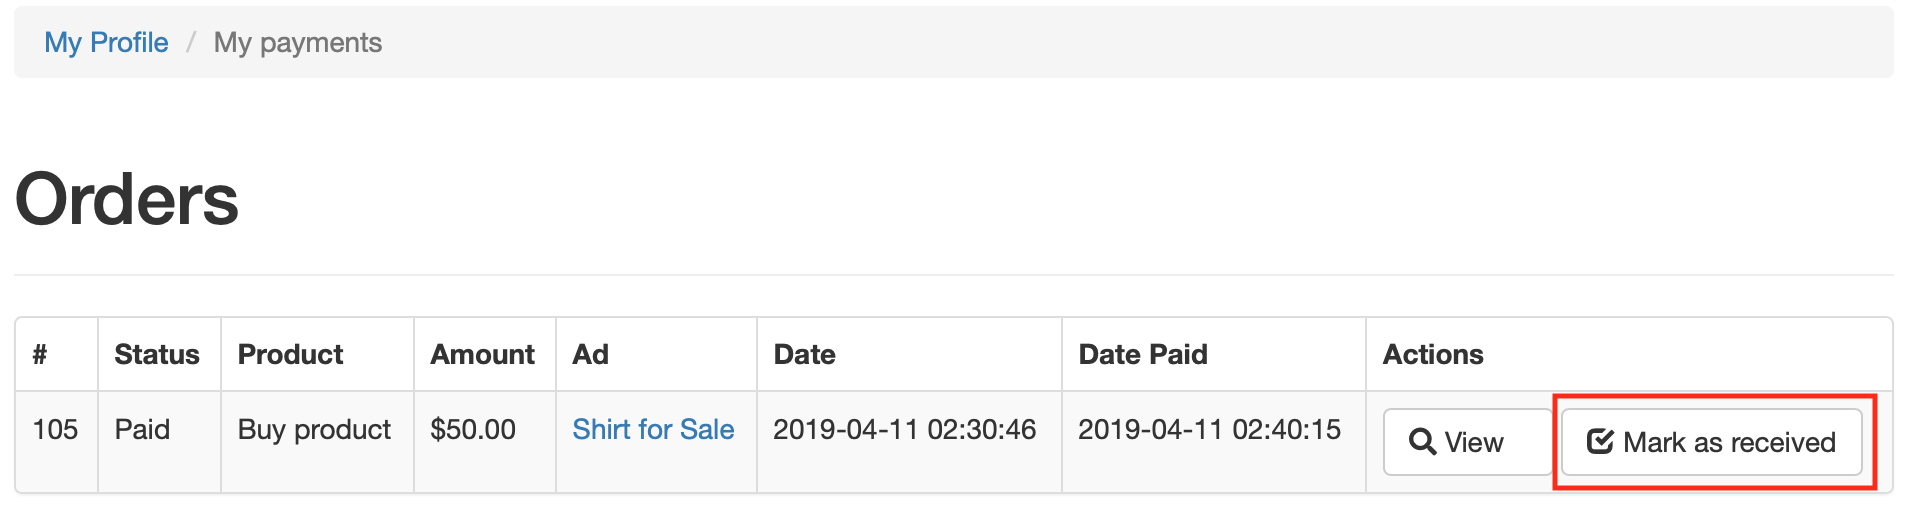 My Profile / My payments
Orders
# Status Product Amount Ad Date Date Paid Actions
105 Paid Buy product $50.00 Shirt for Sale 2019-04-11 02:30:46 2019-04-11 02:40:15 View Mark as received